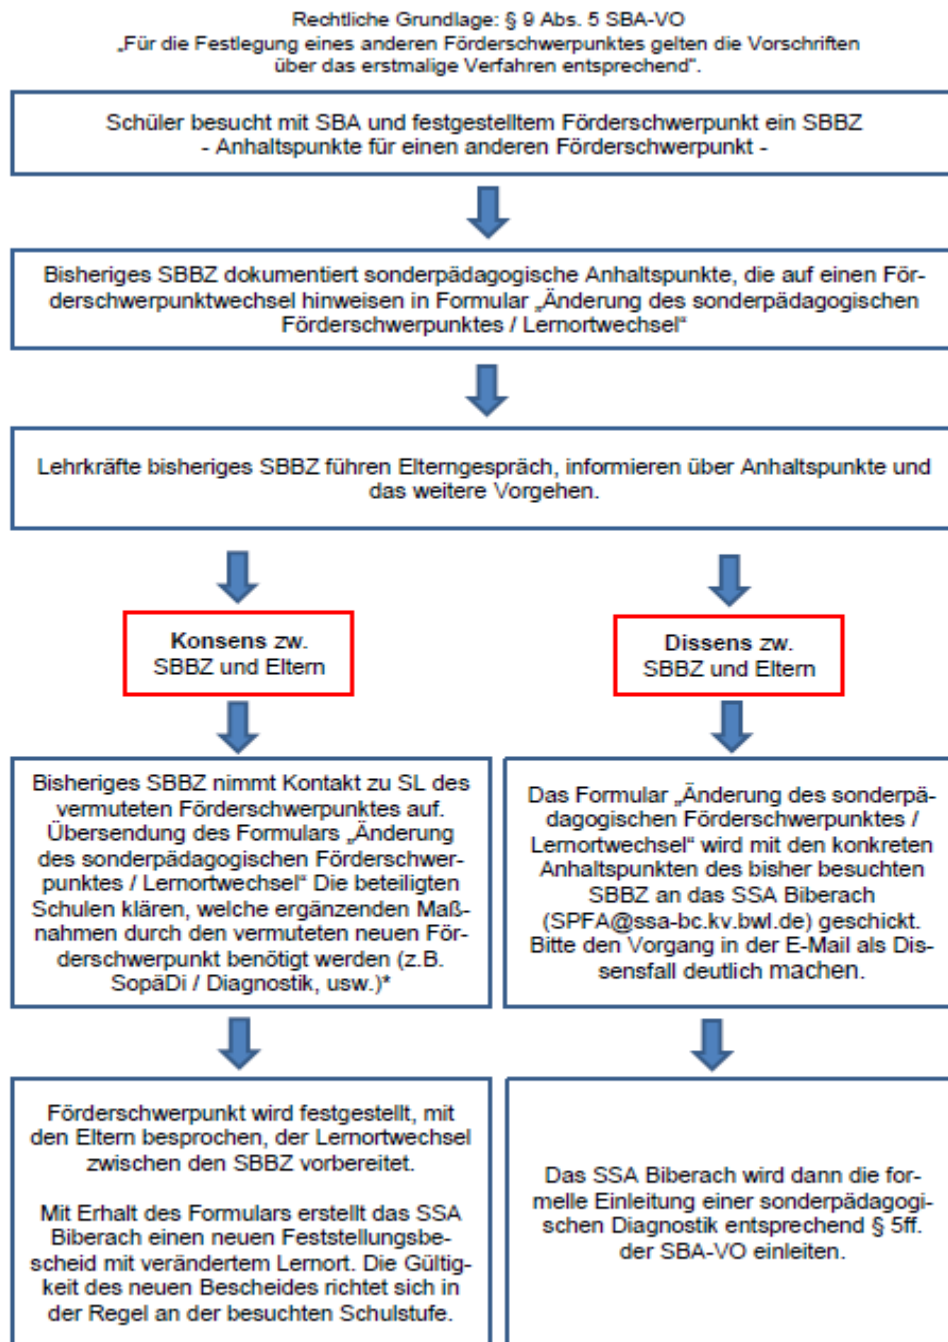 Rechtliche Grundlage: § 9 Abs. 5 SBA-VO
„Für die Festlegung eines anderen Förderschwerpunktes gelten die Vorschriften
über das erstmalige Verfahren entsprechend".
Schüler besucht mit SBA und festgestelltem Förderschwerpunkt ein SBBZ
- Anhaltspunkte für einen anderen Förderschwerpunkt -
Bisheriges SBBZ dokumentiert sonderpädagogische Anhaltspunkte, die auf einen För-
derschwerpunktwechsel hinweisen in Formular „Änderung des sonderpädagogischen
Förderschwerpunktes / Lernortwechsel"
Lehrkräfte bisheriges SBBZ führen Elterngespräch, informieren über Anhaltspunkte und
das weitere Vorgehen.
Konsens zw.
SBBZ und Eltern
Bisheriges SBBZ nimmt Kontakt zu SL des
vermuteten Förderschwerpunktes auf.
Übersendung des Formulars „Änderung
des sonderpädagogischen Förderschwer-
punktes / Lernortwechsel" Die beteiligten
Schulen klären, welche ergänzenden Maß-
nahmen durch den vermuteten neuen För-
derschwerpunkt benötigt werden (z.B.
SopäDi / Diagnostik, usw.)*
Förderschwerpunkt wird festgestellt, mit
den Eltern besprochen, der Lernortwechsel
zwischen den SBBZ vorbereitet.
Mit Erhalt des Formulars erstellt das SSA
Biberach einen neuen Feststellungsbe-
scheid mit verändertem Lernort. Die Gültig-
keit des neuen Bescheides richtet sich in
der Regel an der besuchten Schulstufe.
Dissens zw.
SBBZ und Eltern
Das Formular „Änderung des sonderpä-
dagogischen Förderschwerpunktes /
Lernortwechsel" wird mit den konkreten
Anhaltspunkten des bisher besuchten
SBBZ an das SSA Biberach
(SPFA@ssa-bc.kv.bwl.de) geschickt.
Bitte den Vorgang in der E-Mail als Dis-
sensfall deutlich machen.
Das SSA Biberach wird dann die for-
melle Einleitung einer sonderpädagogi-
schen Diagnostik entsprechend § 5ff.
der SBA-VO einleiten.